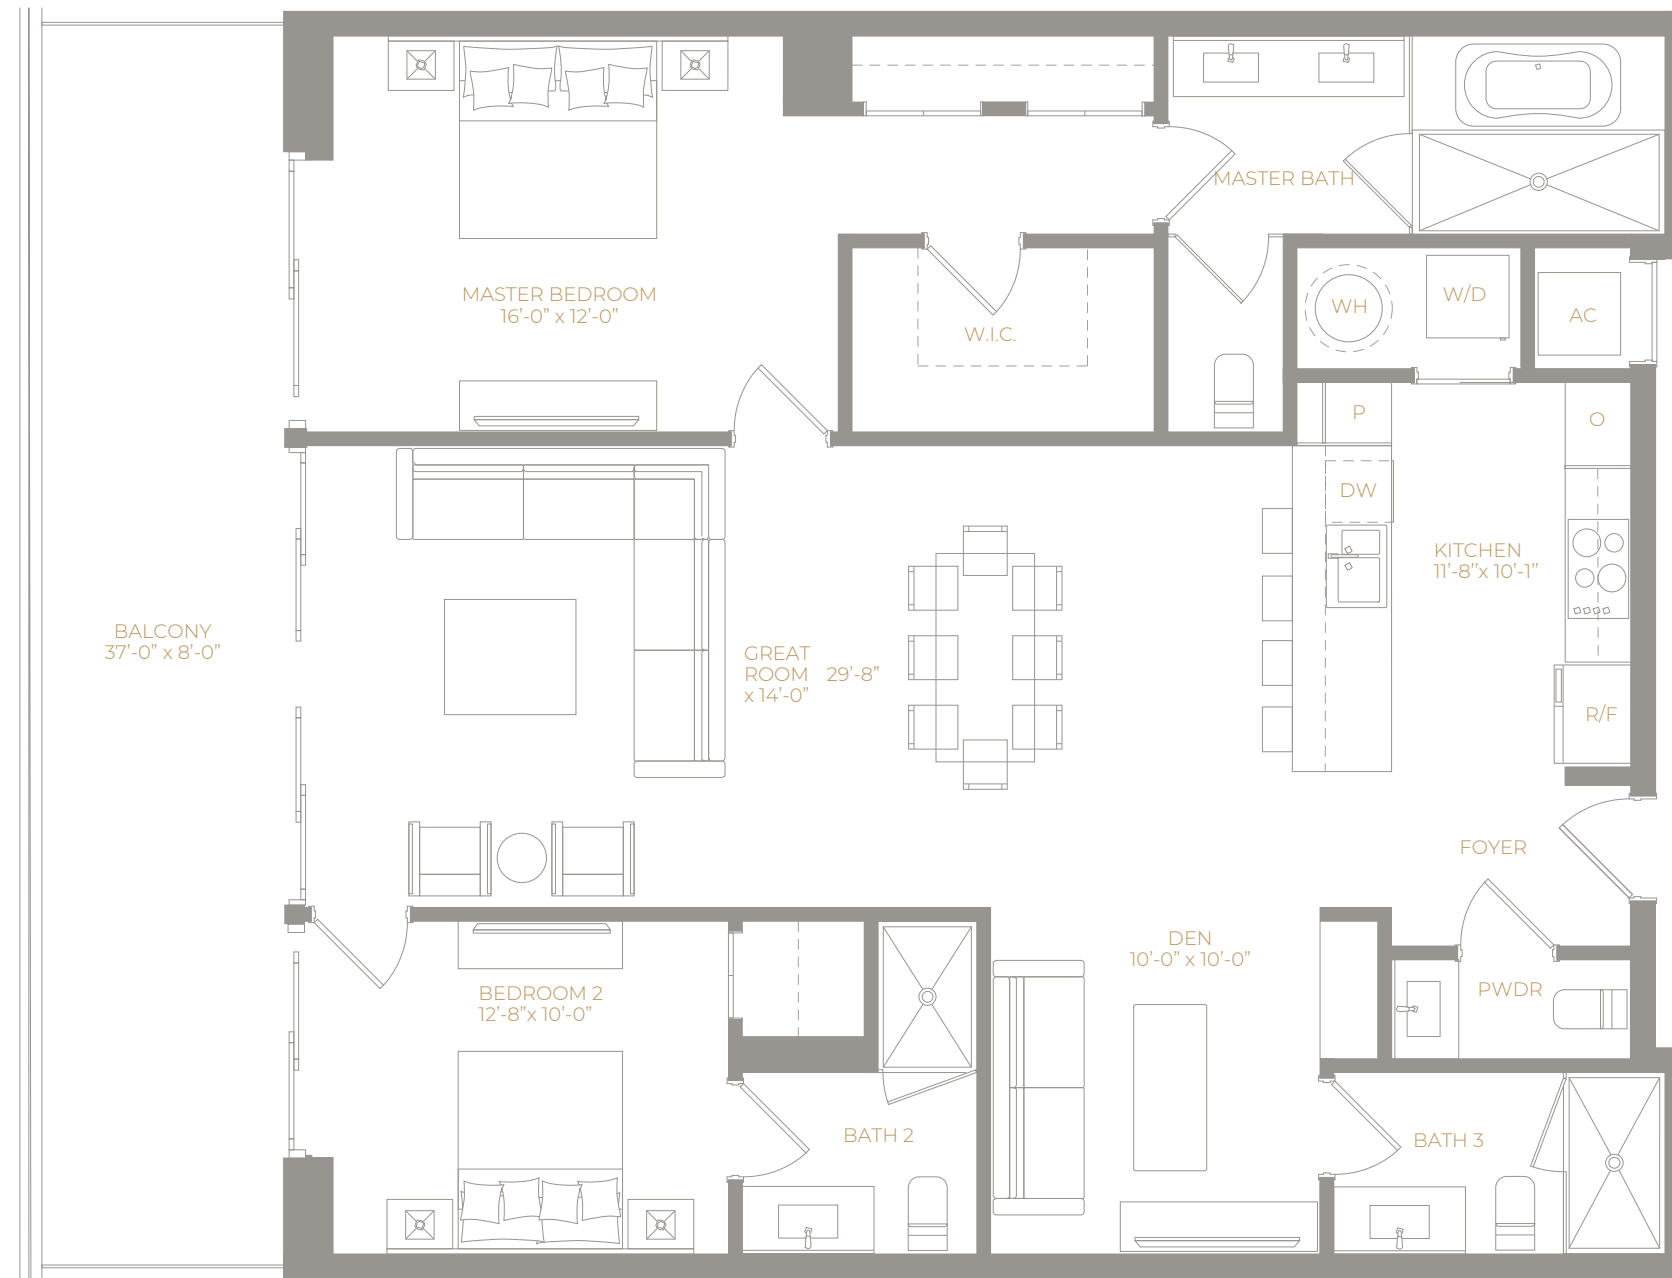 MASTER BATH
MASTER BEDROOM
16’-0” x 12’-0”
W.I.C.
WH
W/D
AC
P
O
DW
KITCHEN
11’-8”x 10’-1”
BALCONY
37’-0” x 8’-0”
GREAT
ROOM 29’-8”
x 14’-0”
R/F
FOYER
DEN
10’-0” x 10’-0”
BEDROOM 2
12’-8”x 10’-0”
PWDR
BATH 2
BATH 3